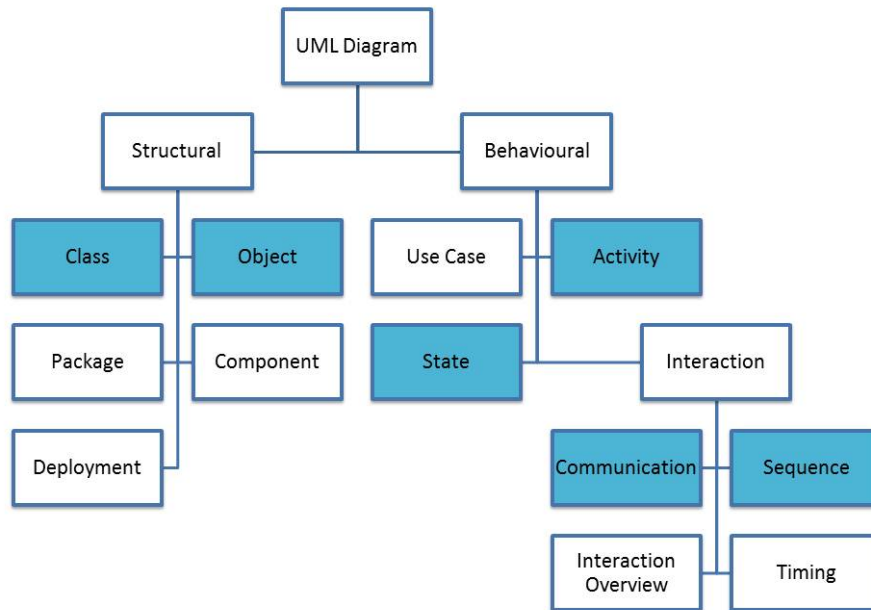 UML Diagram
Structural
Behavioural
Class
Object
Use Case
Activity
Package
Component
State
Interaction
Deployment
Communication
Sequence
Interaction
Overview
Timing